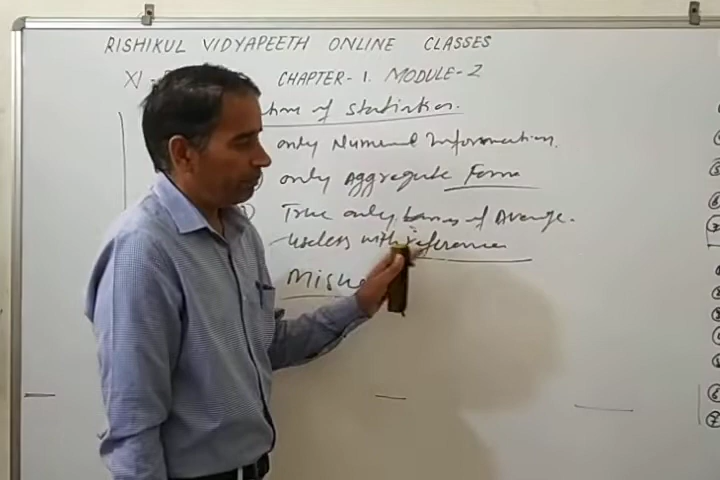 RISHIKUL VIDYAPEETH ONLINE CLASSES
XI- CHAPTER-1. MODULE-2
of Statistics.
only Numerical Information.
only Aggregate Form
True only basis of Average.
Useless with reference